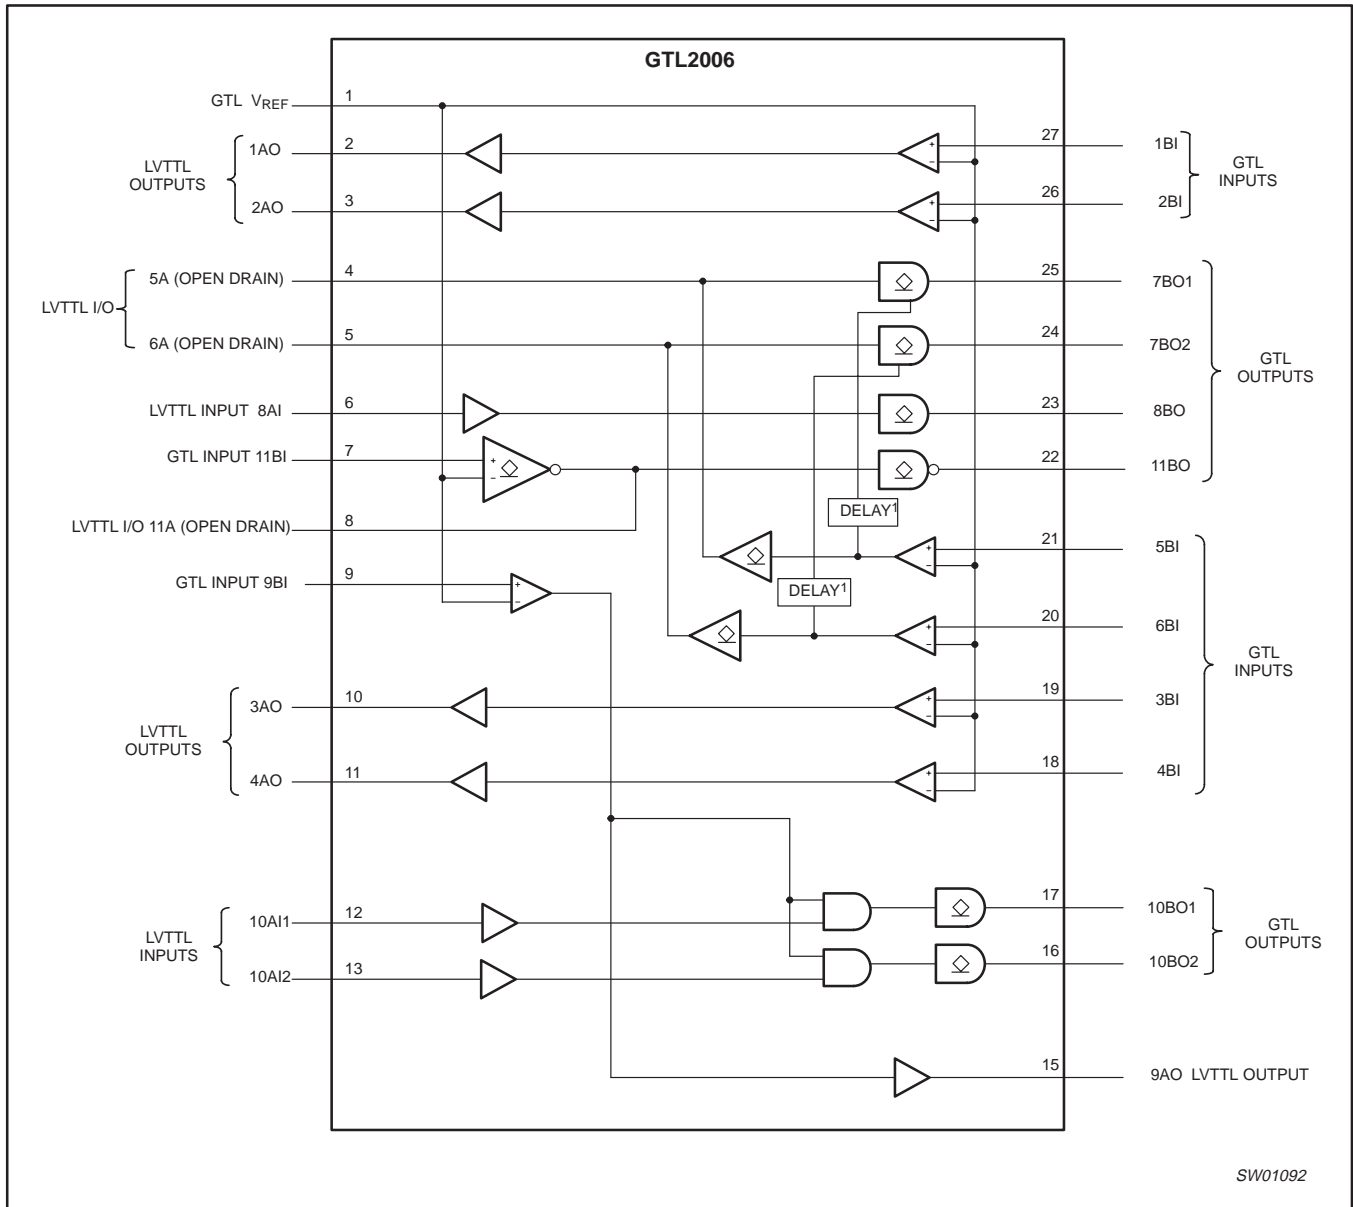 GTL2006
GTL VREF
1
1AO
2
LVTTL
OUTPUTS
2AO
3
27
1BI
GTL
INPUTS
26
2BI
5A (OPEN DRAIN)
4
LVTTL I/O
6A (OPEN DRAIN)
5
25
7BO1
24
7BO2
GTL
OUTPUTS
LVTTL INPUT 8AI
6
23
8BO
GTL INPUT 11BI
7
22
11BO
LVTTL I/O 11A (OPEN DRAIN)
8
DELAY1
21
5BI
GTL INPUT 9BI
9
DELAY1
20
6BI
GTL
INPUTS
19
3BI
18
4BI
3AO
10
LVTTL
OUTPUTS
4AO
11
10AI1
12
LVTTL
INPUTS
10AI2
13
17
10BO1
GTL
OUTPUTS
16
10BO2
15
9AO LVTTL OUTPUT
+
–
+
–
+
–
+
–
+
–
+
–
+
–
+
–
SW01092